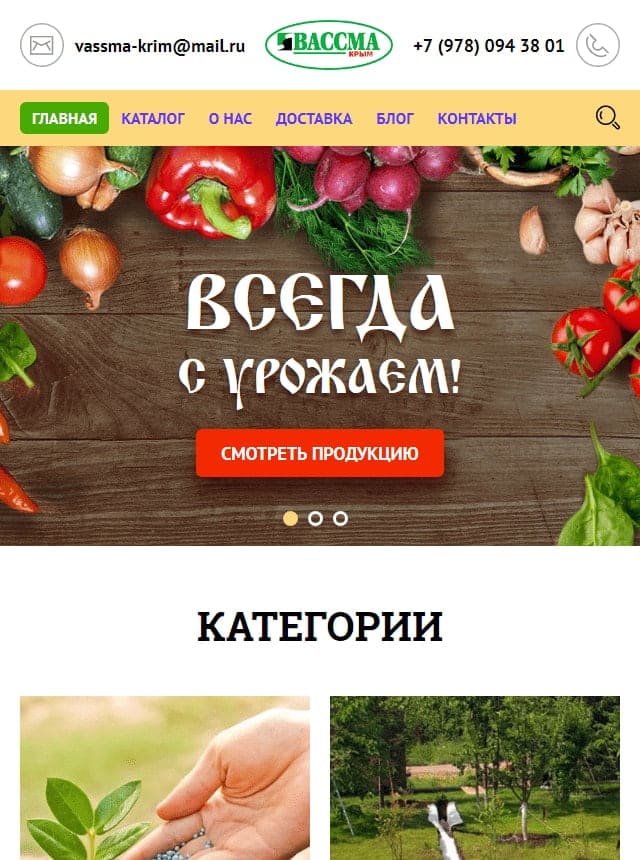 vassma-krim@mail.ru
ВАССМА
КРЫМ
+7 (978) 094 38 01
ГЛАВНАЯ КАТАЛОГ О НАС ДОСТАВКА БЛОГ КОНТАКТЫ
ВСЕГДА
С УРОЖАЕМ!
СМОТРЕТЬ ПРОДУКЦИЮ
КАТЕГОРИИ